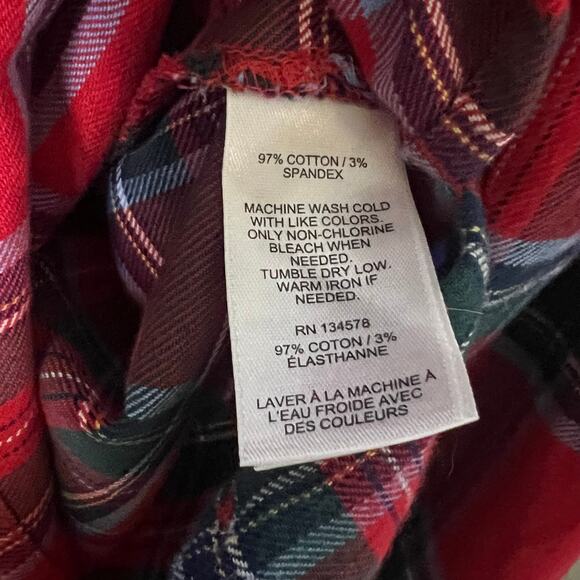 97% COTTON / 3%
SPANDEX
MACHINE WASH COLD
WITH LIKE COLORS.
ONLY NON-CHLORINE
BLEACH WHEN
NEEDED.
TUMBLE DRY LOW.
WARM IRON IF
NEEDED.
RN 134578
97% COTON / 3%
ÉLASTHANNE
LAVER À LA MACHINE À
L'EAU FROIDE AVEC
DES COULEURS